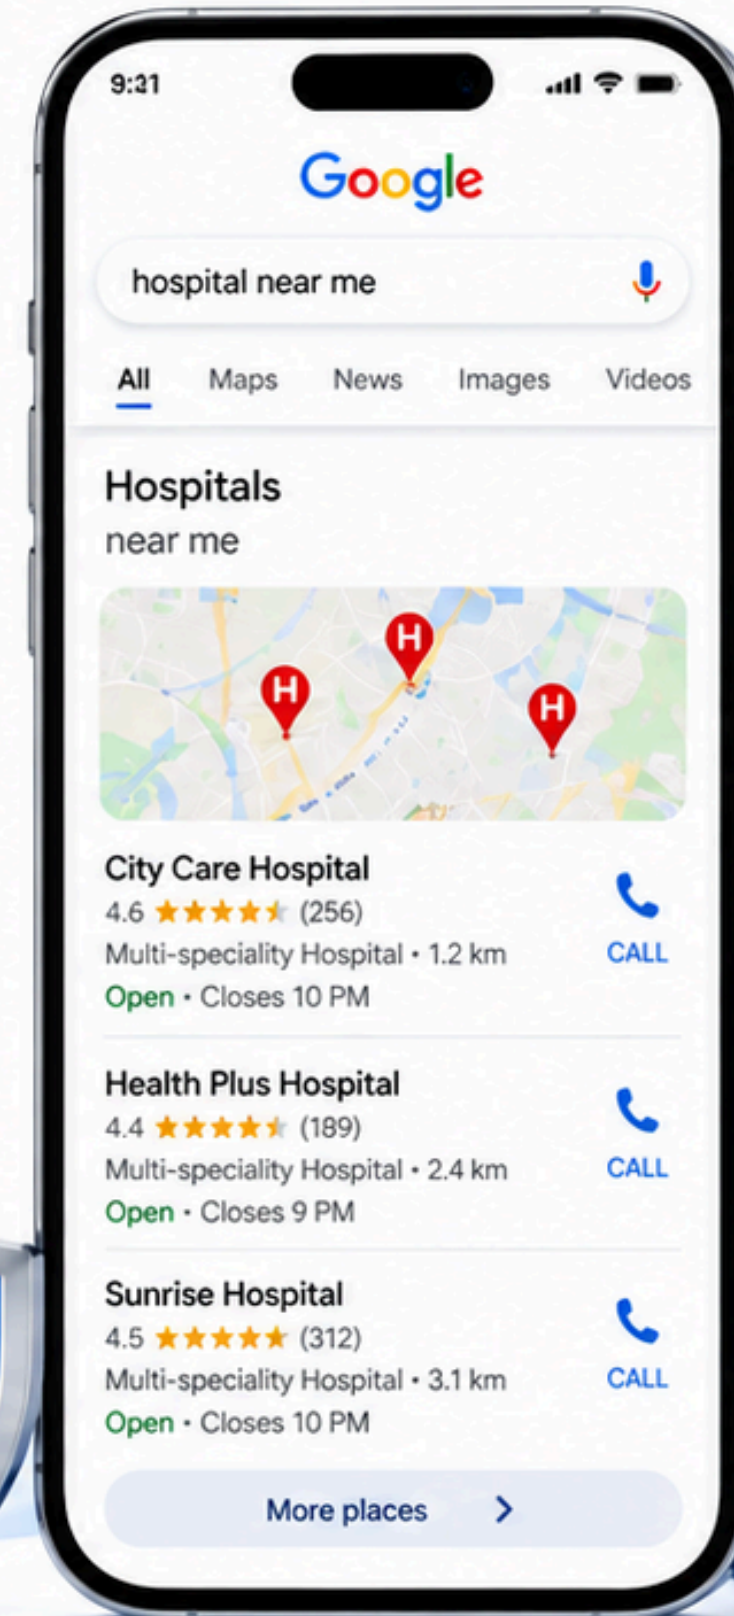 9:31
Google
hospital near me
All Maps News Images Videos
Hospitals
near me
H
H
H
City Care Hospital
4.6 (256)
Multi-speciality Hospital • 1.2 km
CALL
Open • Closes 10 PM
Health Plus Hospital
4.4 (189)
Multi-speciality Hospital • 2.4 km
CALL
Open • Closes 9 PM
Sunrise Hospital
4.5 (312)
Multi-speciality Hospital • 3.1 km
CALL
Open • Closes 10 PM
More places